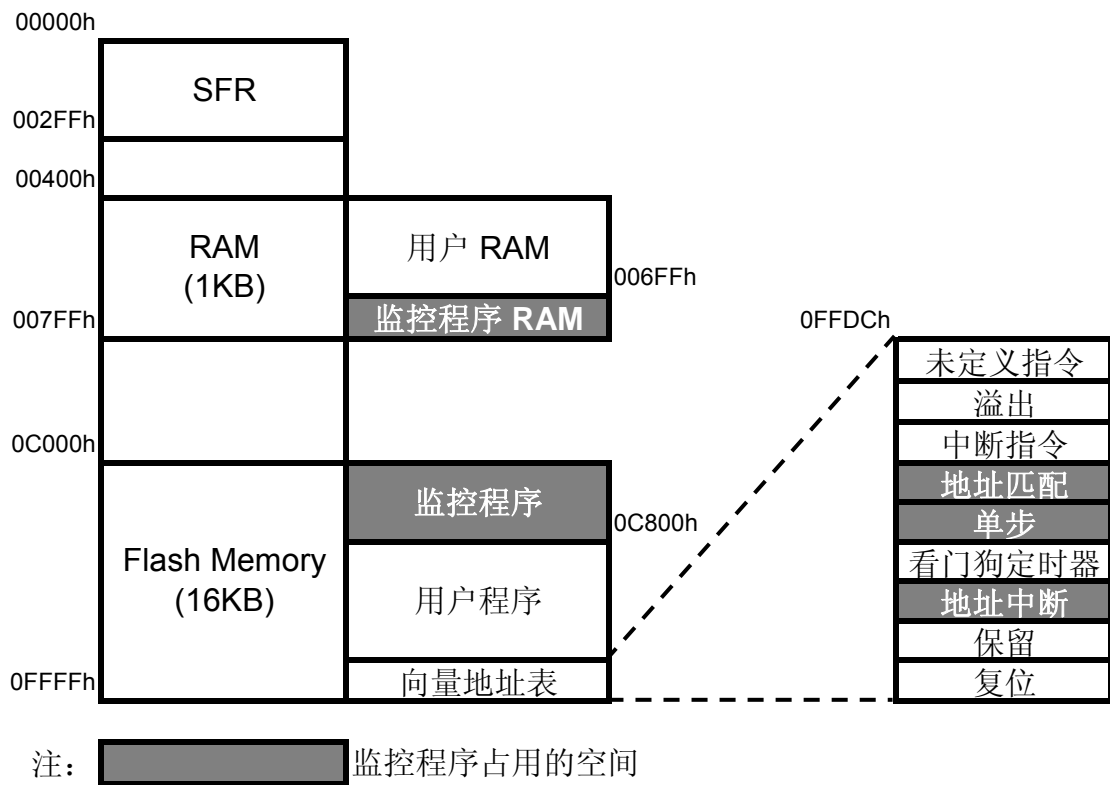 00000h
SFR
002FFh
00400h
RAM
(1KB)
用户 RAM
006FFh
监控程序 RAM
007FFh
0C000h
监控程序
0C800h
Flash Memory
(16KB)
用户程序
向量地址表
0FFFFh
0FFDCh
未定义指令
溢出
中断指令
地址匹配
单步
看门狗定时器
地址中断
保留
复位
注：
监控程序占用的空间